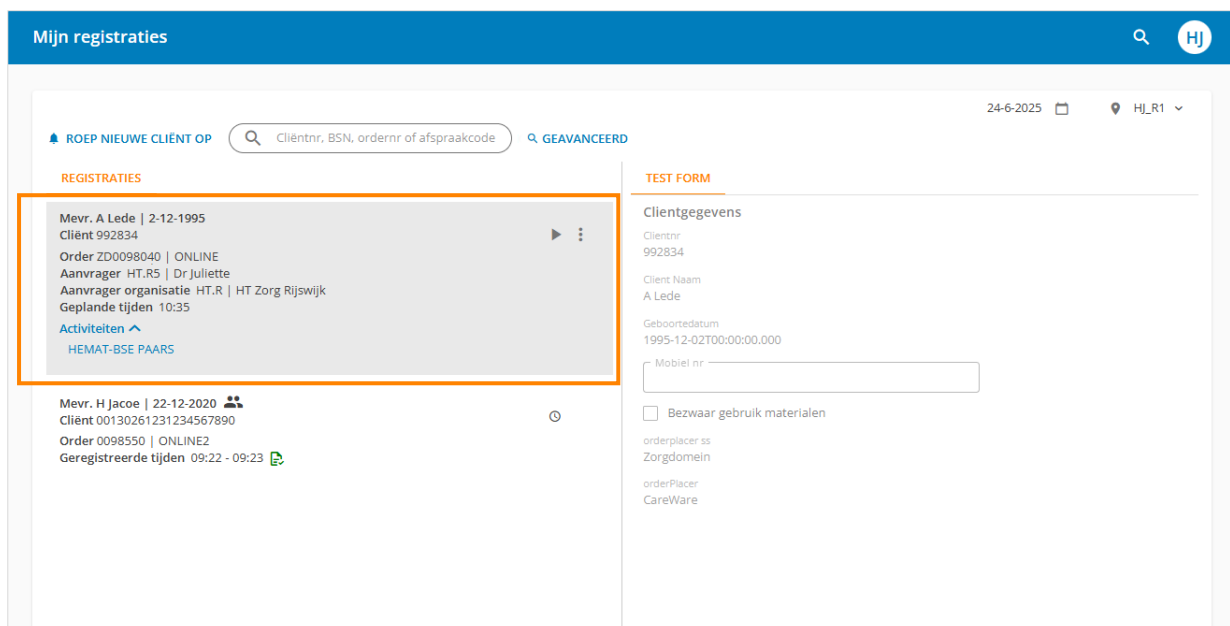 Mijn registraties
HJ
24-6-2025 HJ_R1
ROEP NIEUWE CLIËNT OP Cliëntnr, BSN, ordernr of afspraakcode GEAVANCEERD
REGISTRATIES
Mevr. A Lede | 2-12-1995
Cliënt 992834
Order ZD0098040 | ONLINE
Aanvrager HT.R5 | Dr Juliette
Aanvrager organisatie HT.R | HT Zorg Rijswijk
Geplande tijden 10:35
Activiteiten
HEMAT-BSE PAARS
Mevr. H Jacoe | 22-12-2020
Cliënt 00130261231234567890
Order 0098550 | ONLINE2
Geregistreerde tijden 09:22 - 09:23
TEST FORM
Clientgegevens
Clientnr
992834
Client Naam
A Lede
Geboortedatum
1995-12-02T00:00:00.000
Mobiel nr
Bezwaar gebruik materialen
orderplacer ss
Zorgdomein
orderPlacer
CareWare